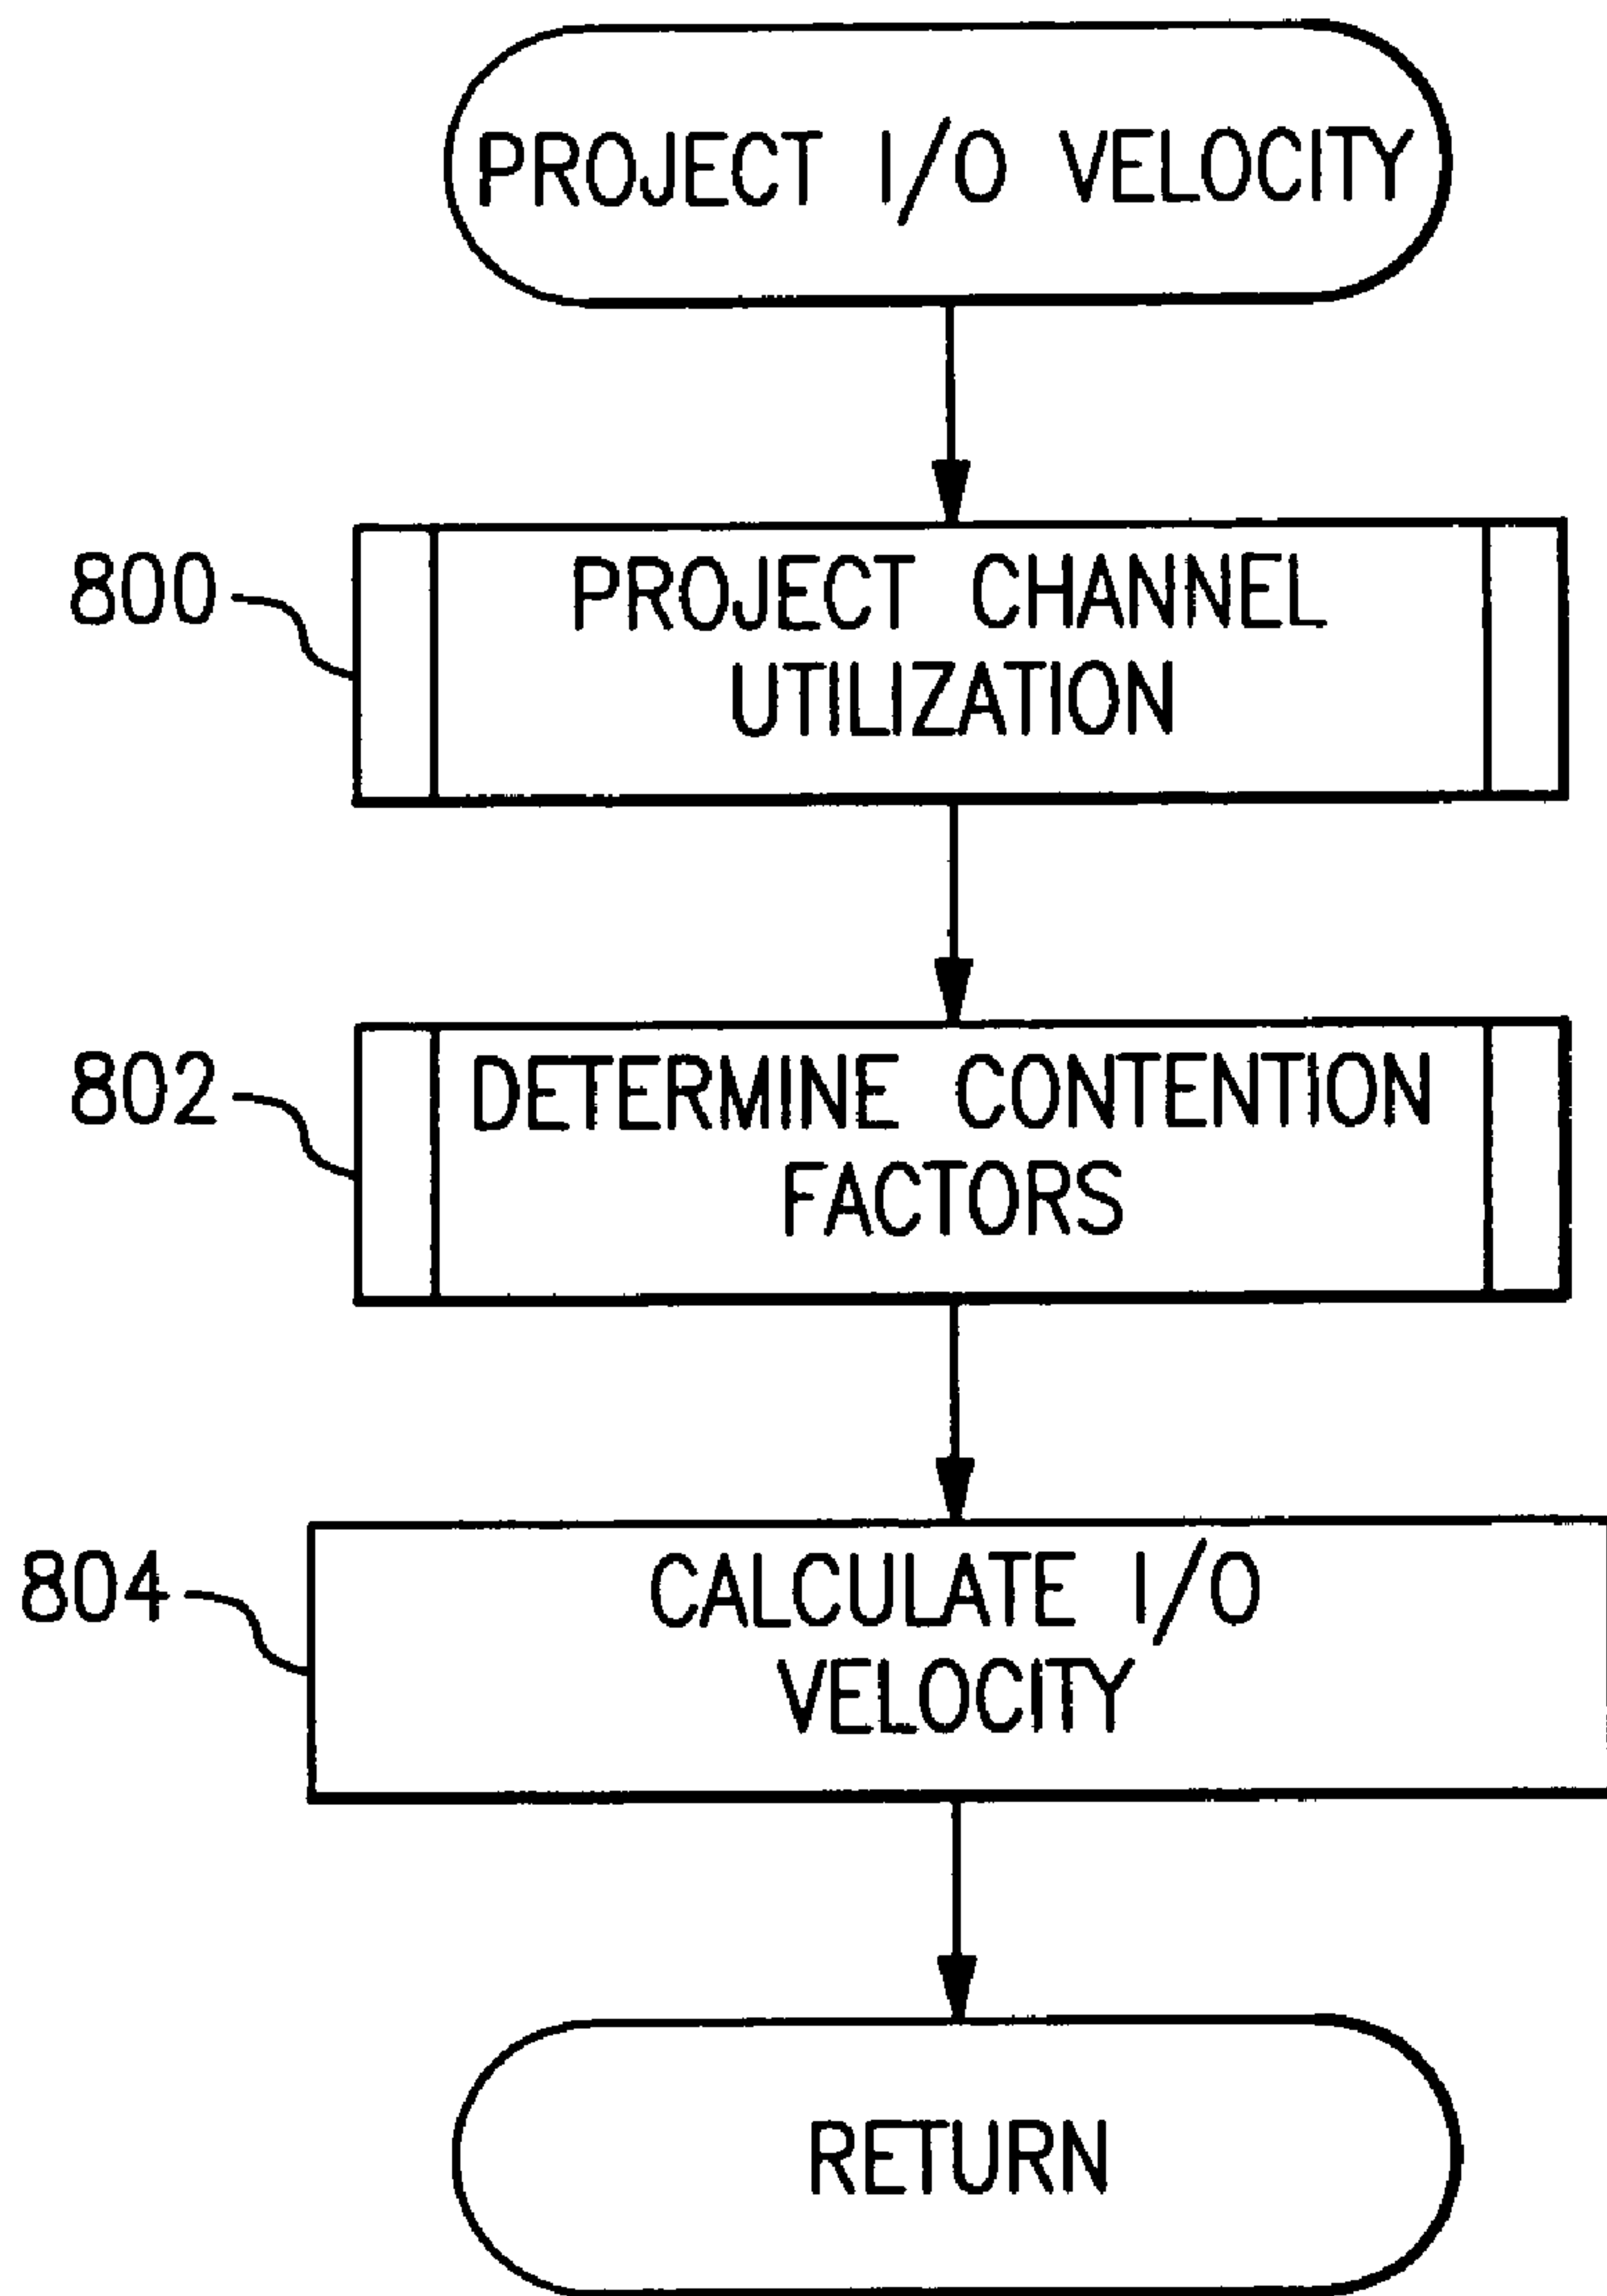 PROJECT I/O VELOCITY
800
PROJECT CHANNEL
UTILIZATION
802
DETERMINE CONTENTION
FACTORS
804
CALCULATE I/O
VELOCITY
RETURN